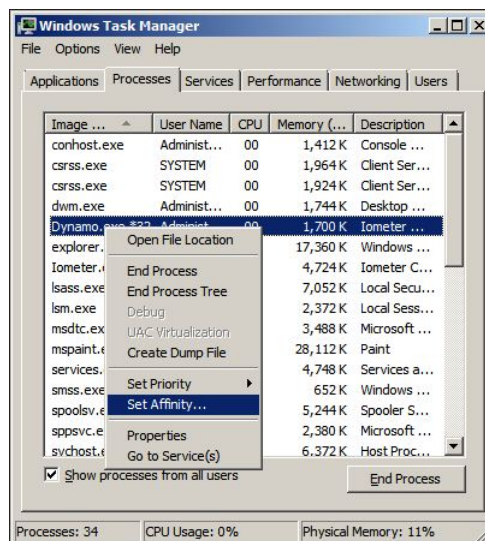 Windows Task Manager
File Options View Help
Applications Processes Services Performance Networking Users
Image ... User Name CPU Memory (... Description
conhost.exe Administ... 00 1,412 K Console ...
csrss.exe SYSTEM 00 1,964 K Client Ser...
csrss.exe SYSTEM 00 1,924 K Client Ser...
dwm.exe Administ... 00 1,744 K Desktop ...
Dynamo.exe *32 Administ... 00 1,700 K Iometer ...
explorer. 17,360 K Windows ...
Iometer. 4,724 K Iometer C...
lsass.exe 7,052 K Local Secu...
lsm.exe 2,372 K Local Sess...
msdtc.ex 3,488 K Microsoft ...
mspaint.e 28,112 K Paint
services. 4,748 K Services a...
smss.exe 652 K Windows ...
spoolsv.e 5,244 K Spooler S...
sppsvc.e 2,380 K Microsoft ...
svchost.e 6,372 K Host Proc...
Open File Location
End Process
End Process Tree
Debug
UAC Virtualization
Create Dump File
Set Priority
Set Affinity...
Properties
Go to Service(s)
Show processes from all users
End Process
Processes: 34 CPU Usage: 0% Physical Memory: 11%